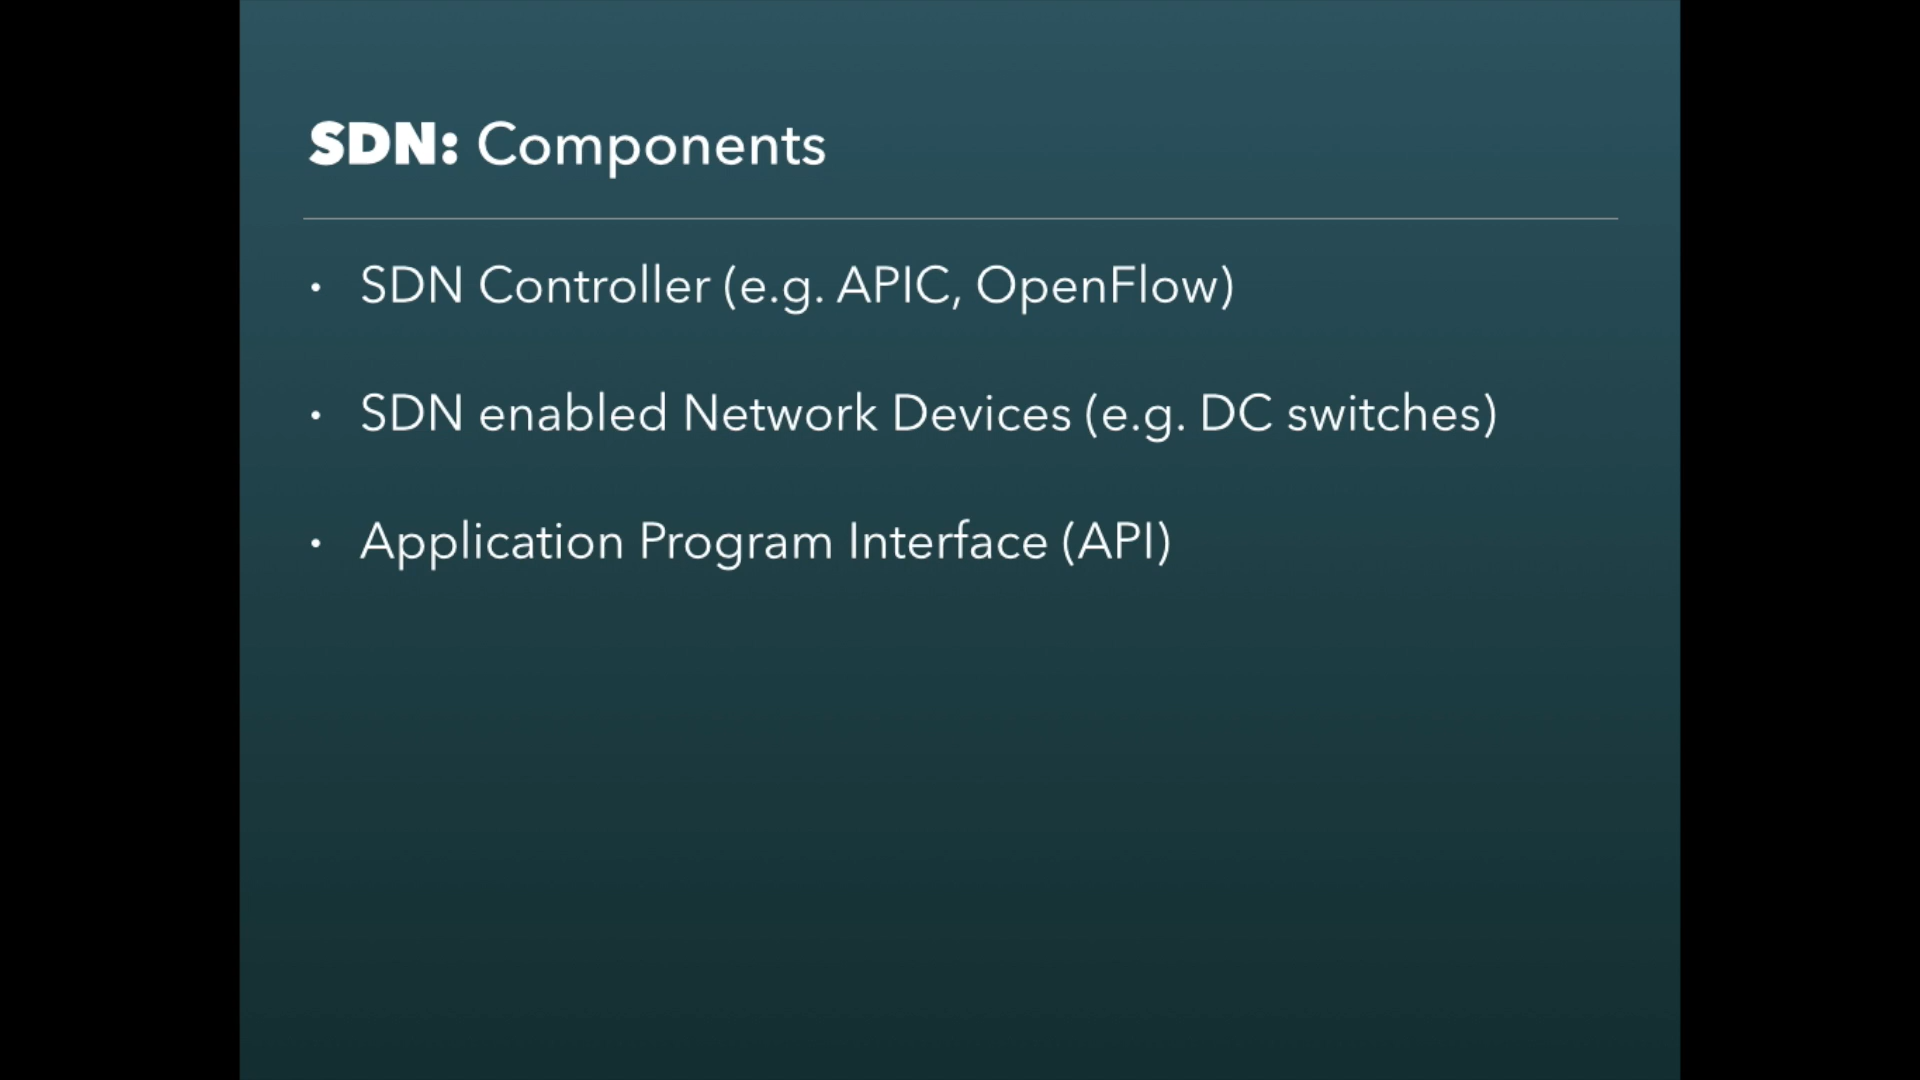 SDN: Components
• SDN Controller (e.g. APIC, OpenFlow)
• SDN enabled Network Devices (e.g. DC switches)
• Application Program Interface (API)